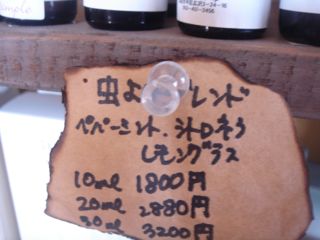 虫よ レンド
ペパーミント、シトロネラ
レモングラス
10ml 1800円
20ml 2880円
30ml 3200円